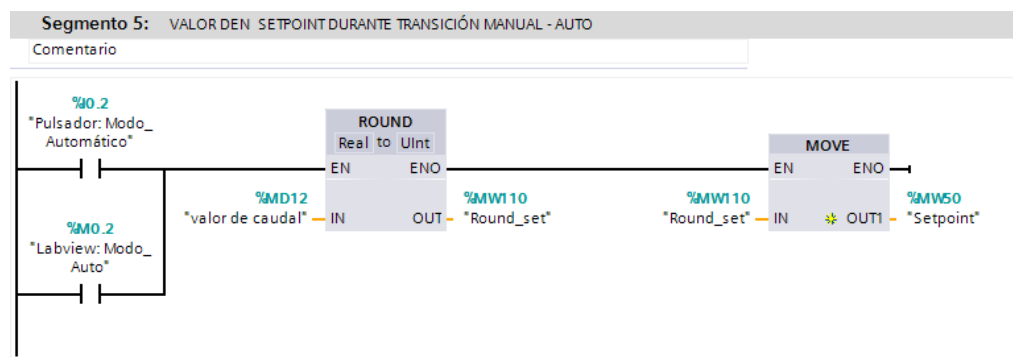 Segmento 5: VALOR DEN SETPOINT DURANTE TRANSICIÓN MANUAL - AUTO
Comentario
%I0.2
"Pulsador: Modo_
Automático"
%M0.2
"Labview: Modo_
Auto"
ROUND
Real to UInt
EN ENO
%MD12
"valor de caudal" IN
OUT
%MW110
"Round_set"
MOVE
EN ENO
%MW110
"Round_set" IN
OUT1
%MW50
"Setpoint"